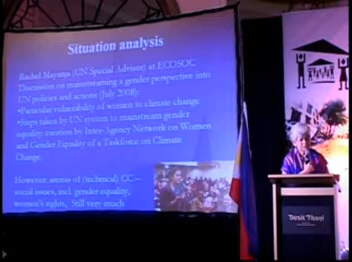 Situation analysis
Rachel Mayanja (UN Special Advisor) at ECOSOC
Discussion on mainstreaming a gender perspective into
UN policies and actions (July 2008):
•Particular vulnerability of women to climate change
•Steps taken by UN system to mainstream gender
equality: creation by Inter-Agency Network on Women
and Gender Equality of a Taskforce on Climate
Change.
However: arenas of (technical) CC –
social issues, incl. gender equality,
women's rights, Still very much